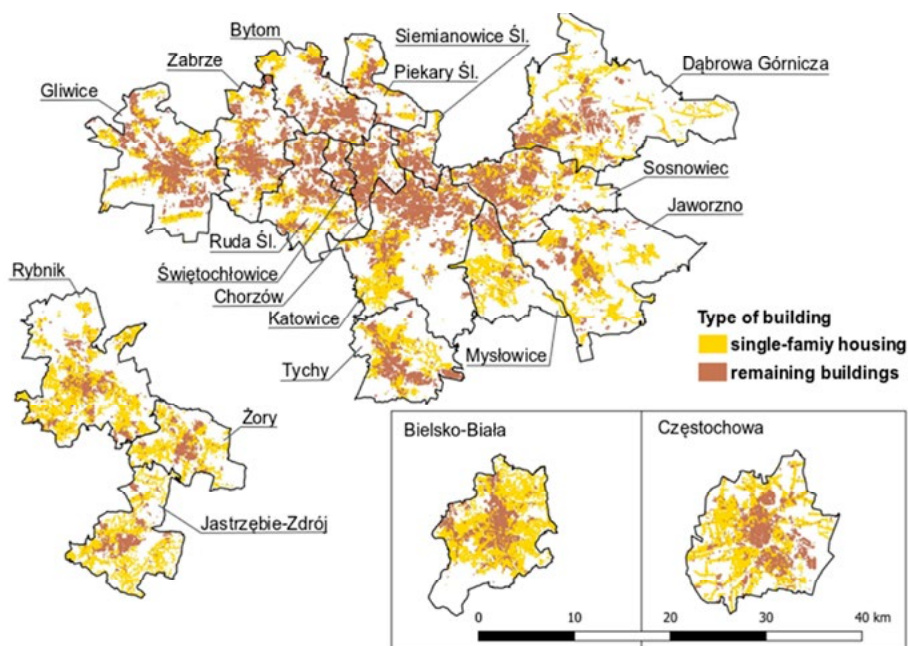 Siemianowice Śl.
Bytom
Piekary Śl.
Zabrze
Dąbrowa Górnicza
Gliwice
Sosnowiec
Jaworzno
Ruda Śl.
Świętochłowice
Rybnik
Chorzów
Katowice
Type of building
single-famiy housing
Mysłowice
Tychy
remaining buildings
Żory
Bielsko-Biała
Częstochowa
Jastrzębie-Zdrój
0 10 20 30 40 km